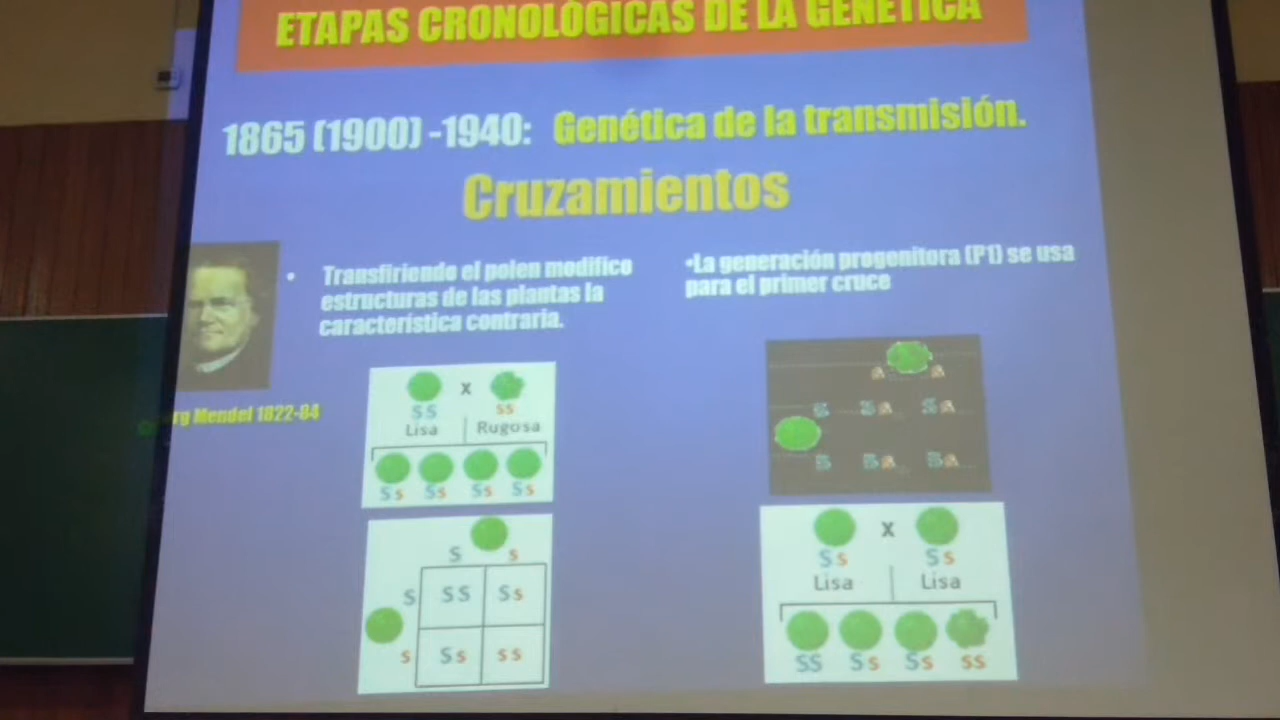 ETAPAS CRONOLÓGICAS DE LA GENÉTICA
1865 (1900) -1940: Genética de la transmisión.
Cruzamientos
• Transfiriendo el polen modifico
estructuras de las plantas la
característica contraria.
rg Mendel 1822-84
•La generación progenitora (P1) se usa
para el primer cruce
X
SS ss
Lisa Rugosa
Ss Ss Ss Ss
S s
S SS Ss
s Ss ss
S
S
X
Ss Ss
Lisa Lisa
SS Ss Ss ss